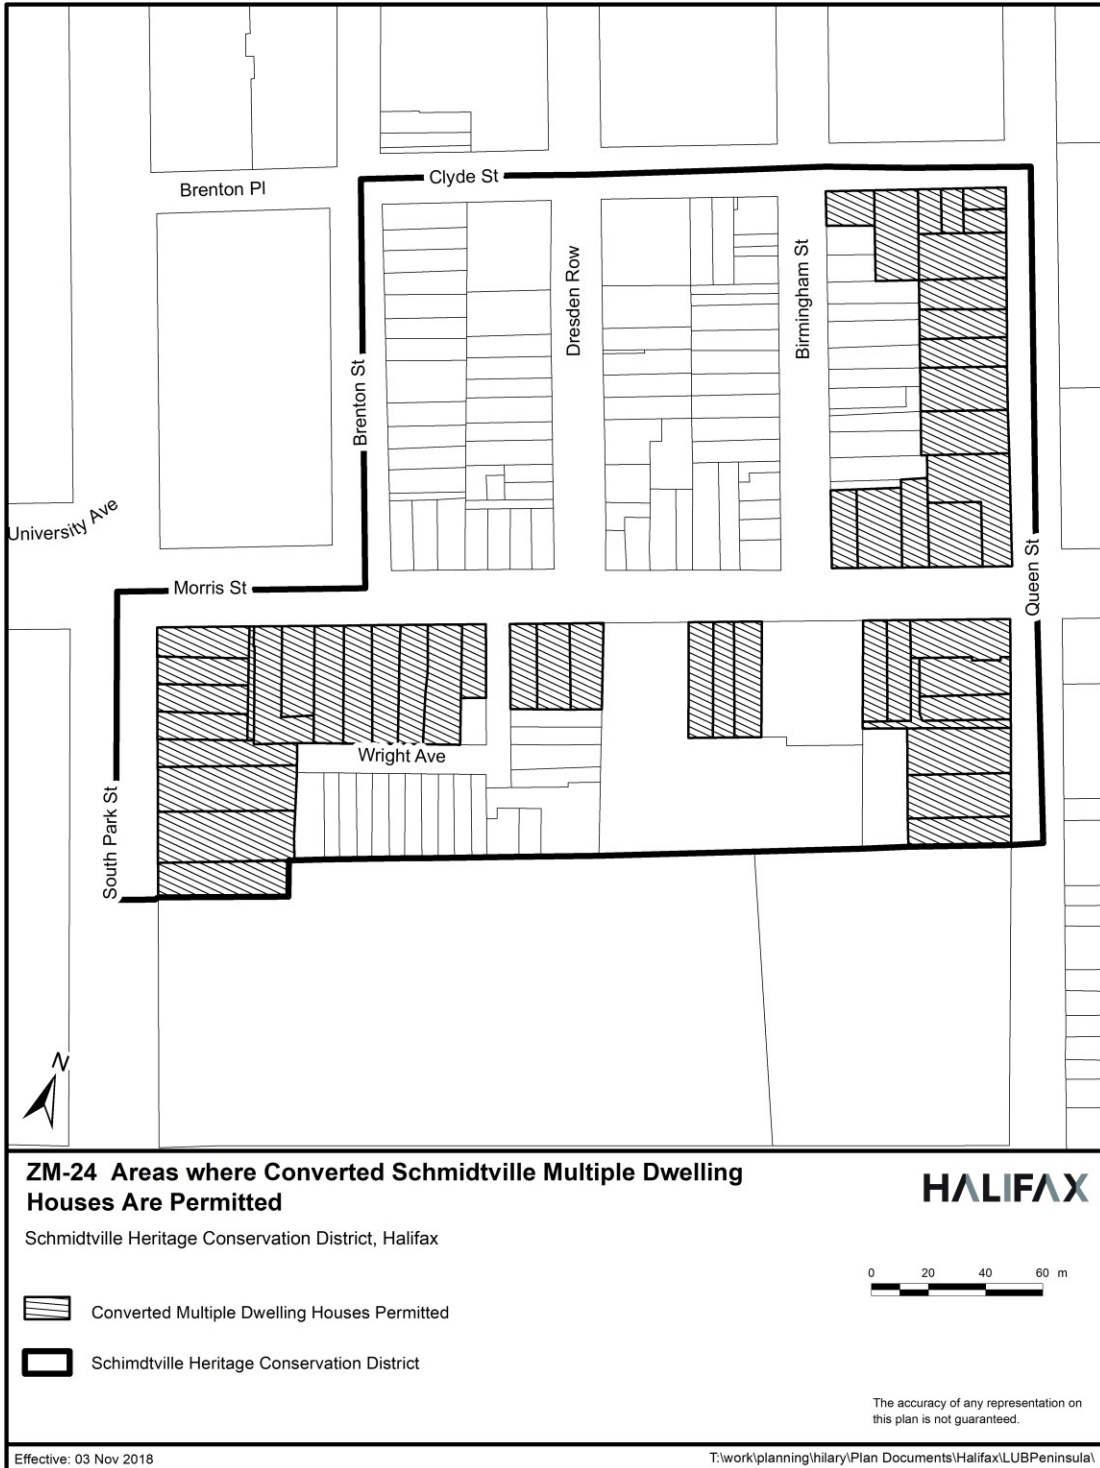 Brenton Pl
Clyde St
Dresden Row
Birmingham St
Brenton St
University Ave
Queen St
Morris St
Wright Ave
South Park St
N
ZM-24 Areas where Converted Schmidtville Multiple Dwelling
Houses Are Permitted
HALIFAX
Schmidtville Heritage Conservation District, Halifax
0 20 40 60 m
Converted Multiple Dwelling Houses Permitted
Schimdtville Heritage Conservation District
The accuracy of any representation on
this plan is not guaranteed.
Effective: 03 Nov 2018
T:\work\planning\hilary\Plan Documents\Halifax\LUBPeninsula\